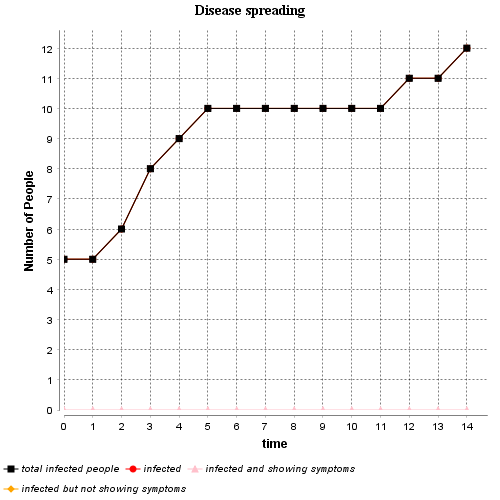 Disease spreading
Number of People
12
11
10
9
8
7
6
5
4
3
2
1
0
0 1 2 3 4 5 6 7 8 9 10 11 12 13 14
time
total infected people infected infected and showing symptoms
infected but not showing symptoms